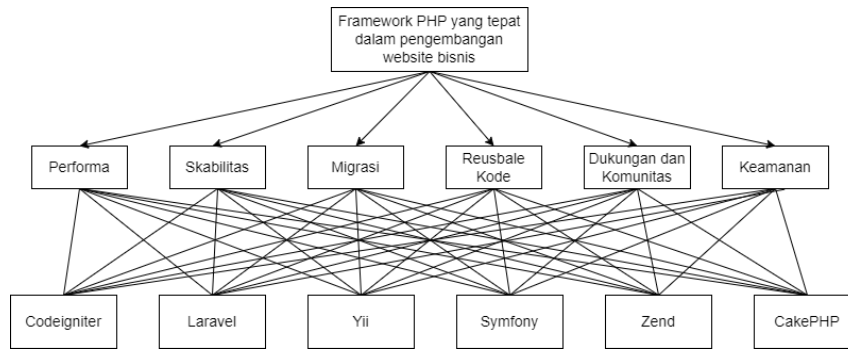 Framework PHP yang tepat
dalam pengembangan
website bisnis
Performa
Skabilitas
Migrasi
Reusbale
Kode
Dukungan dan
Komunitas
Keamanan
Codeigniter
Laravel
Yii
Symfony
Zend
CakePHP